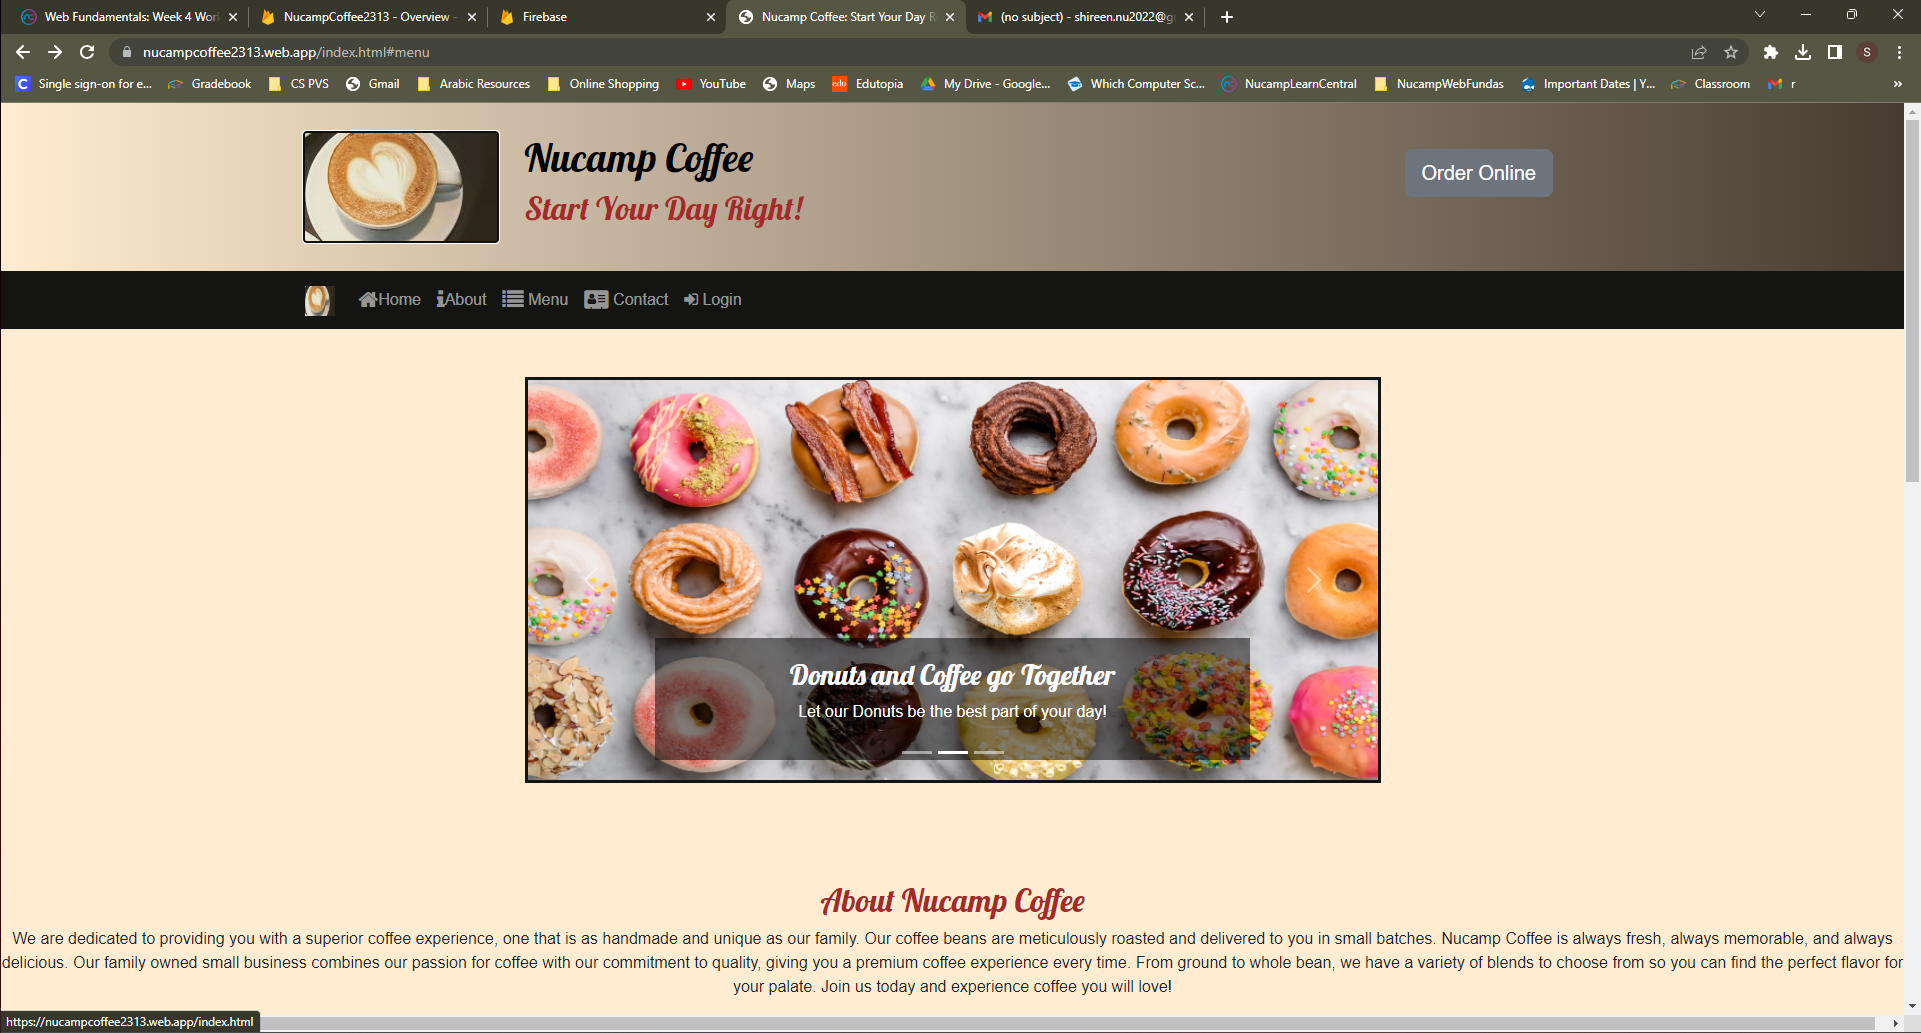 Web Fundamentals: Week 4 Wor
NucampCoffee2313 - Overview -
Firebase
Nucamp Coffee: Start Your Day R
(no subject) - shireen.nu2022@g
nucampcoffee2313.web.app/index.html#menu
S
Single sign-on for e...
Gradebook
CS PVS
Gmail
Arabic Resources
Online Shopping
YouTube
Maps
edu
Edutopia
My Drive - Google...
Which Computer Sc...
NucampLearnCentral
NucampWebFundas
Important Dates | Y...
Classroom
r
»
Nucamp Coffee
Start Your Day Right!
Order Online
Home
About
Menu
Contact
Login
Donuts and Coffee go Together
Let our Donuts be the best part of your day!
About Nucamp Coffee
We are dedicated to providing you with a superior coffee experience, one that is as handmade and unique as our family. Our coffee beans are meticulously roasted and delivered to you in small batches. Nucamp Coffee is always fresh, always memorable, and always
delicious. Our family owned small business combines our passion for coffee with our commitment to quality, giving you a premium coffee experience every time. From ground to whole bean, we have a variety of blends to choose from so you can find the perfect flavor for
your palate. Join us today and experience coffee you will love!
https://nucampcoffee2313.web.app/index.html